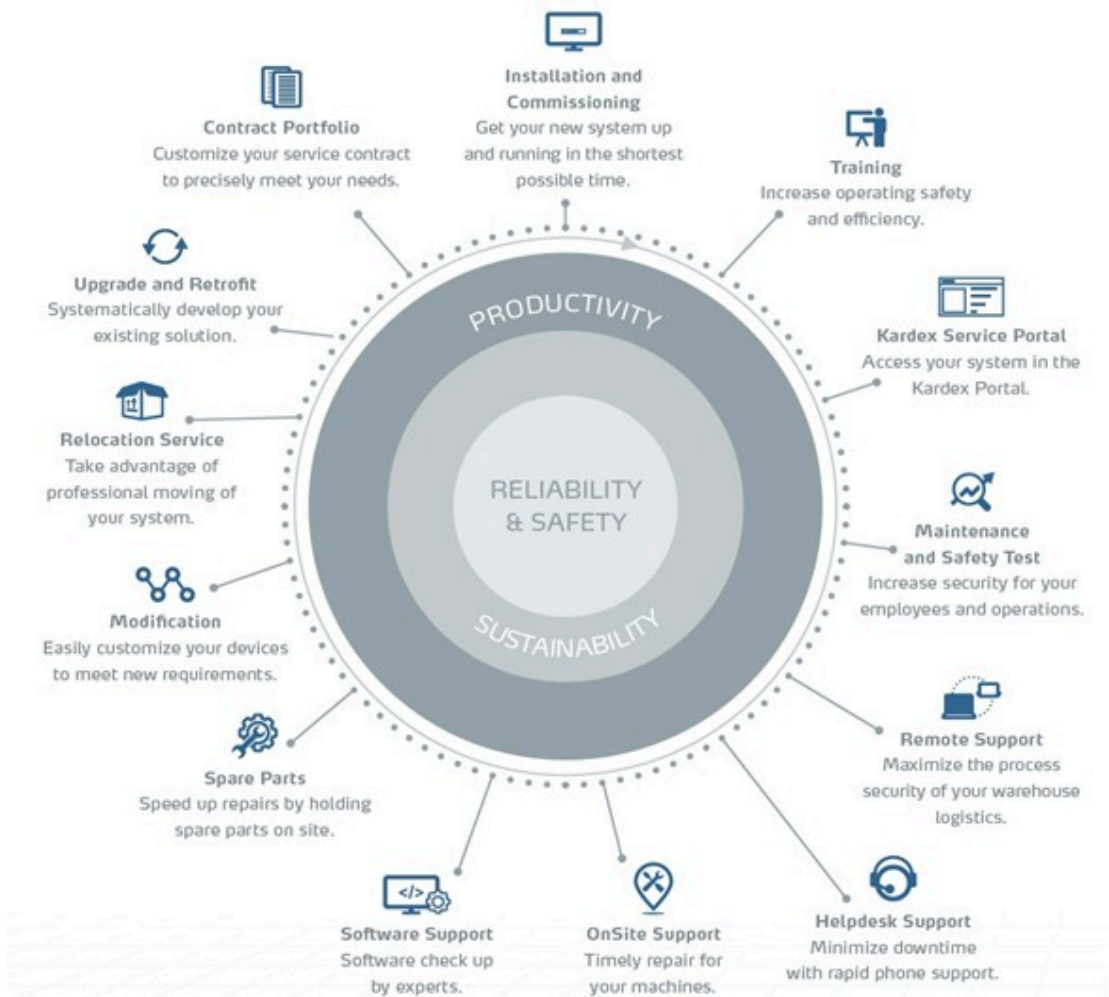 Installation and
Commissioning
Get your new system up
and running in the shortest
possible time.
Training
Increase operating safety
and efficiency.
Kardex Service Portal
Access your system in the
Kardex Portal.
Maintenance
and Safety Test
Increase security for your
employees and operations.
Remote Support
Maximize the process
security of your warehouse
logistics.
Helpdesk Support
Minimize downtime
with rapid phone support.
OnSite Support
Timely repair for
your machines.
Software Support
Software check up
by experts.
Spare Parts
Speed up repairs by holding
spare parts on site.
Modification
Easily customize your devices
to meet new requirements.
Relocation Service
Take advantage of
professional moving of
your system.
Upgrade and Retrofit
Systematically develop your
existing solution.
Contract Portfolio
Customize your service contract
to precisely meet your needs.
PRODUCTIVITY
RELIABILITY
& SAFETY
SUSTAINABILITY
</>